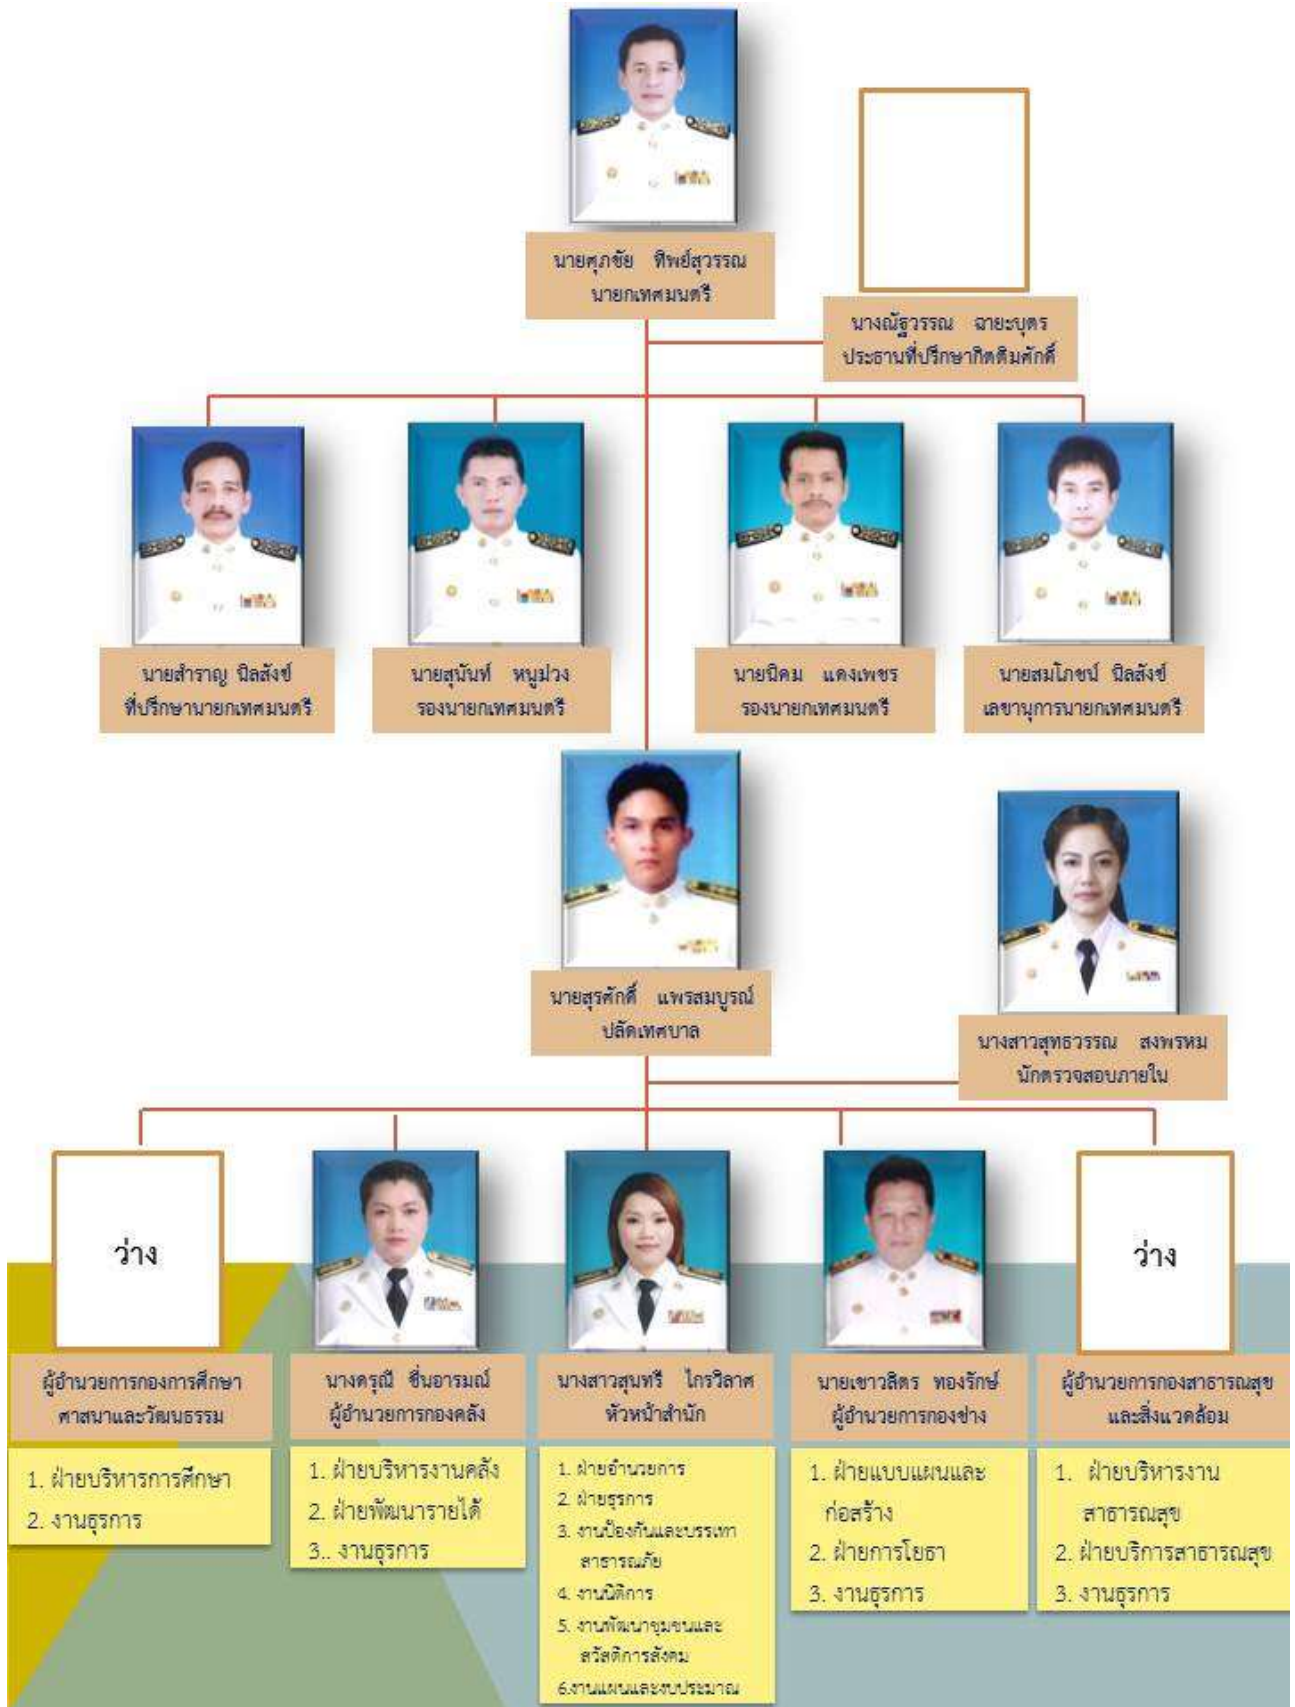 นายศุภชัย ทิพย์สุวรรณ
นายกเทศมนตรี
นางณัฐวรรณ ฉายะบุตร
ประธานที่ปรึกษากิตติมศักดิ์
นายสำราญ นิลสังข์
ที่ปรึกษานายกเทศมนตรี
นายสุนันท์ หนูม่วง
รองนายกเทศมนตรี
นายนิคม แดงเพชร
รองนายกเทศมนตรี
นายสมโภชน์ นิลสังข์
เลขานุการนายกเทศมนตรี
นายสุรศักดิ์ แพรสมบูรณ์
ปลัดเทศบาล
นางสาวสุทธวรรณ สงพรหม
นักตรวจสอบภายใน
ว่าง
ผู้อำนวยการกองการศึกษา
ศาสนาและวัฒนธรรม
1. ฝ่ายบริหารการศึกษา
2. งานธุรการ
นางดรุณี ชื่นอารมณ์
ผู้อำนวยการกองคลัง
1. ฝ่ายบริหารงานคลัง
2. ฝ่ายพัฒนารายได้
3.. งานธุรการ
นางสาวสุนทรี ไกรวิลาศ
หัวหน้าสำนัก
1. ฝ่ายอำนวยการ
2. ฝ่ายธุรการ
3. งานป้องกันและบรรเทา
สาธารณภัย
4. งานนิติการ
5. งานพัฒนาชุมชนและ
สวัสดิการสังคม
6.งานแผนและงบประมาณ
นายเชาวลิตร ทองรักษ์
ผู้อำนวยการกองช่าง
1. ฝ่ายแบบแผนและ
ก่อสร้าง
2. ฝ่ายการโยธา
3. งานธุรการ
ว่าง
ผู้อำนวยการกองสาธารณสุข
และสิ่งแวดล้อม
1. ฝ่ายบริหารงาน
สาธารณสุข
2. ฝ่ายบริการสาธารณสุข
3. งานธุรการ